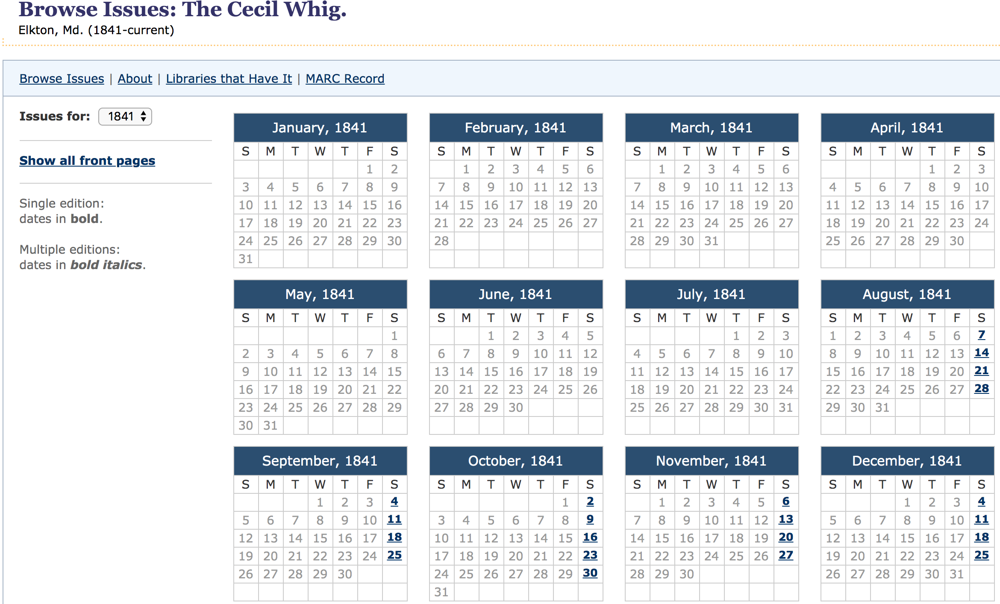 Browse Issues: The Cecil Whig.
Elkton, Md. (1841-current)
Browse Issues | About | Libraries that Have It | MARC Record
Issues for: 1841
Show all front pages
Single edition:
dates in bold.
Multiple editions:
dates in bold italics.
January, 1841
S M T W T F S
1 2
3 4 5 6 7 8 9
10 11 12 13 14 15 16
17 18 19 20 21 22 23
24 25 26 27 28 29 30
31
February, 1841
S M T W T F S
1 2 3 4 5 6
7 8 9 10 11 12 13
14 15 16 17 18 19 20
21 22 23 24 25 26 27
28
March, 1841
S M T W T F S
1 2 3 4 5 6
7 8 9 10 11 12 13
14 15 16 17 18 19 20
21 22 23 24 25 26 27
28 29 30 31
April, 1841
S M T W T F S
1 2 3
4 5 6 7 8 9 10
11 12 13 14 15 16 17
18 19 20 21 22 23 24
25 26 27 28 29 30
May, 1841
S M T W T F S
1
2 3 4 5 6 7 8
9 10 11 12 13 14 15
16 17 18 19 20 21 22
23 24 25 26 27 28 29
30 31
June, 1841
S M T W T F S
1 2 3 4 5
6 7 8 9 10 11 12
13 14 15 16 17 18 19
20 21 22 23 24 25 26
27 28 29 30
July, 1841
S M T W T F S
1 2 3
4 5 6 7 8 9 10
11 12 13 14 15 16 17
18 19 20 21 22 23 24
25 26 27 28 29 30 31
August, 1841
S M T W T F S
1 2 3 4 5 6 7
8 9 10 11 12 13 14
15 16 17 18 19 20 21
22 23 24 25 26 27 28
29 30 31
September, 1841
S M T W T F S
1 2 3 4
5 6 7 8 9 10 11
12 13 14 15 16 17 18
19 20 21 22 23 24 25
26 27 28 29 30
October, 1841
S M T W T F S
1 2
3 4 5 6 7 8 9
10 11 12 13 14 15 16
17 18 19 20 21 22 23
24 25 26 27 28 29 30
31
November, 1841
S M T W T F S
1 2 3 4 5 6
7 8 9 10 11 12 13
14 15 16 17 18 19 20
21 22 23 24 25 26 27
28 29 30
December, 1841
S M T W T F S
1 2 3 4
5 6 7 8 9 10 11
12 13 14 15 16 17 18
19 20 21 22 23 24 25
26 27 28 29 30 31